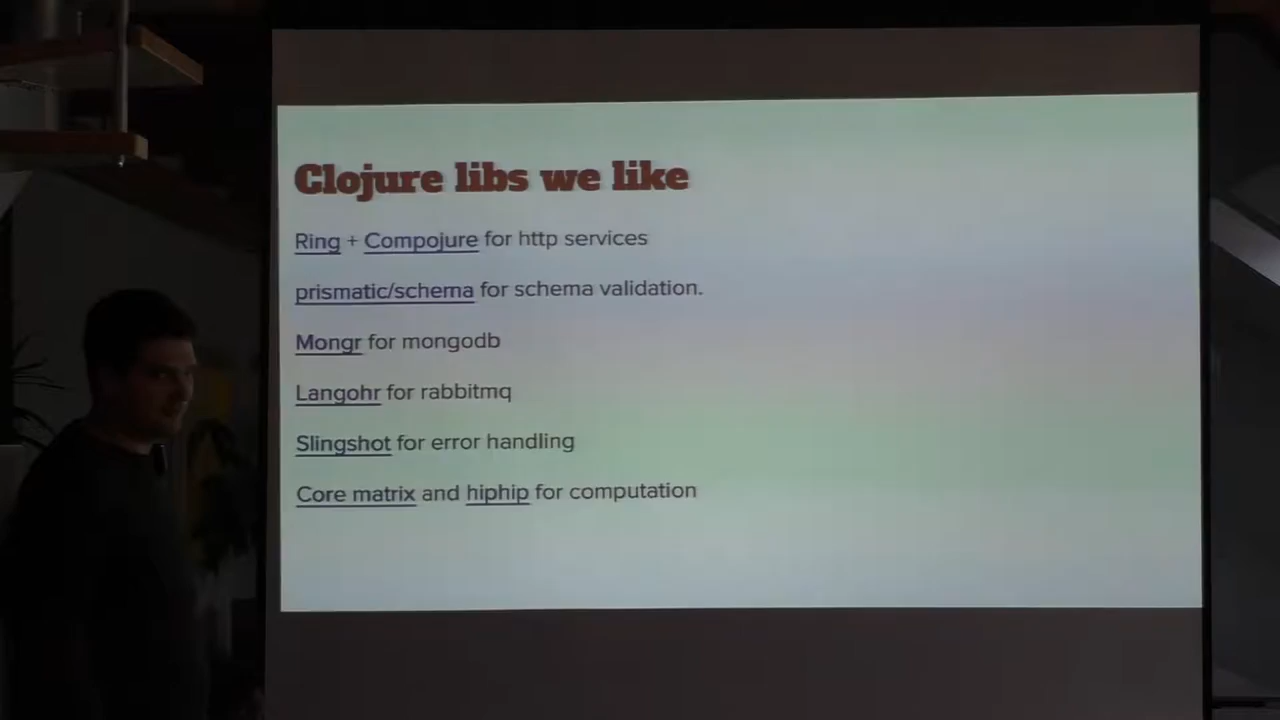 Clojure libs we like
Ring + Compojure for http services
prismatic/schema for schema validation.
Mongr for mongodb
Langohr for rabbitmq
Slingshot for error handling
Core matrix and hiphip for computation